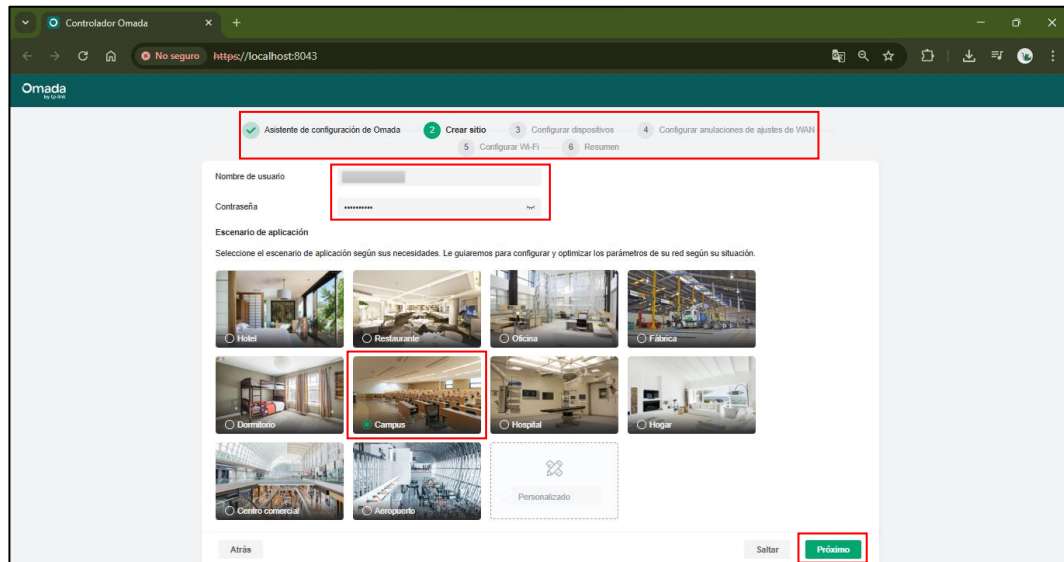 Controlador Omada
No seguro https://localhost:8043
Omada
by tp-link
Asistente de configuración de Omada 2 Crear sitio 3 Configurar dispositivos 4 Configurar anulaciones de ajustes de WAN
5 Configurar Wi-Fi 6 Resumen
Nombre de usuario
Contraseña ••••••••••
Escenario de aplicación
Seleccione el escenario de aplicación según sus necesidades. Le guiaremos para configurar y optimizar los parámetros de su red según su situación.
Hotel Restaurante Oficina Fábrica
Dormitorio Campus Hospital Hogar
Centro comercial Aeropuerto Personalizado
Atrás Saltar Próximo